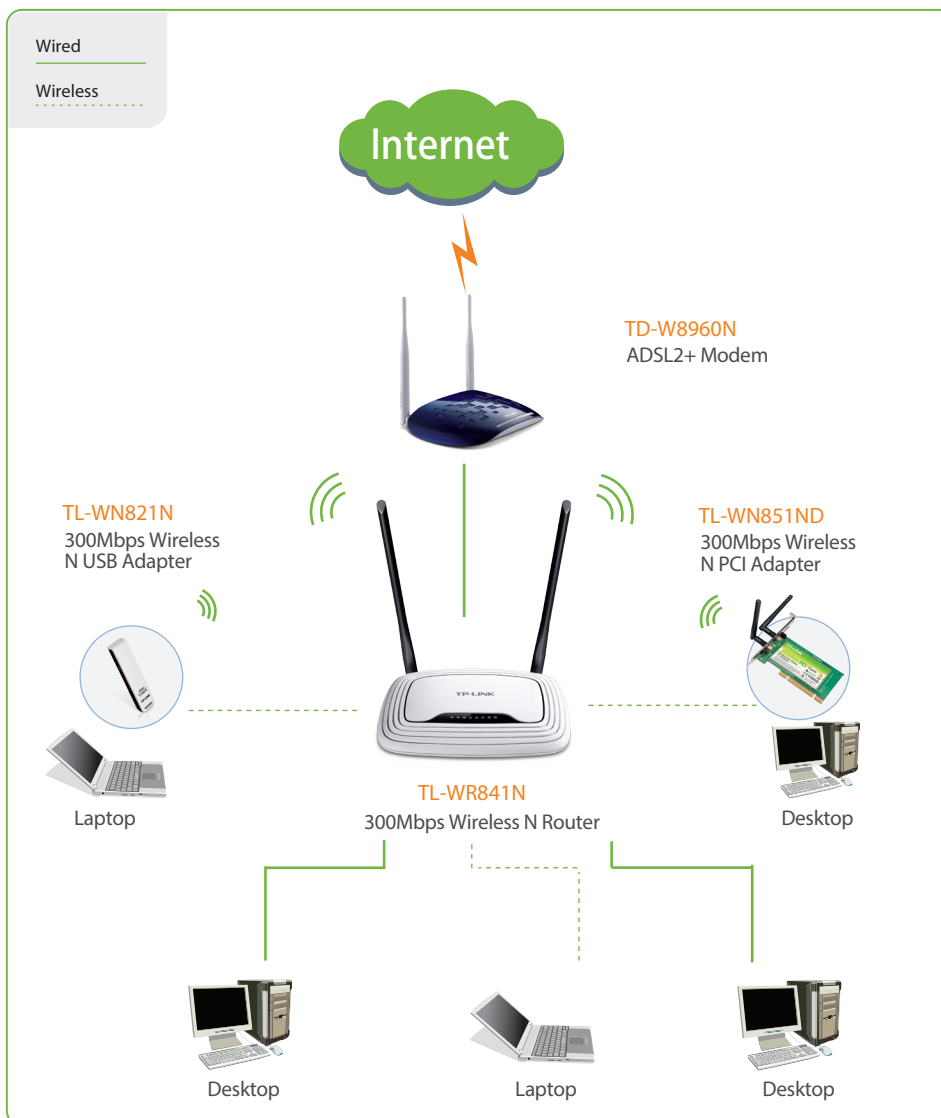 Wired
Wireless
Internet
TD-W8960N
ADSL2+ Modem
TL-WN821N
300Mbps Wireless
N USB Adapter
TL-WN851ND
300Mbps Wireless
N PCI Adapter
TP-LINK
Laptop
TL-WR841N
300Mbps Wireless N Router
Desktop
Desktop
Laptop
Desktop